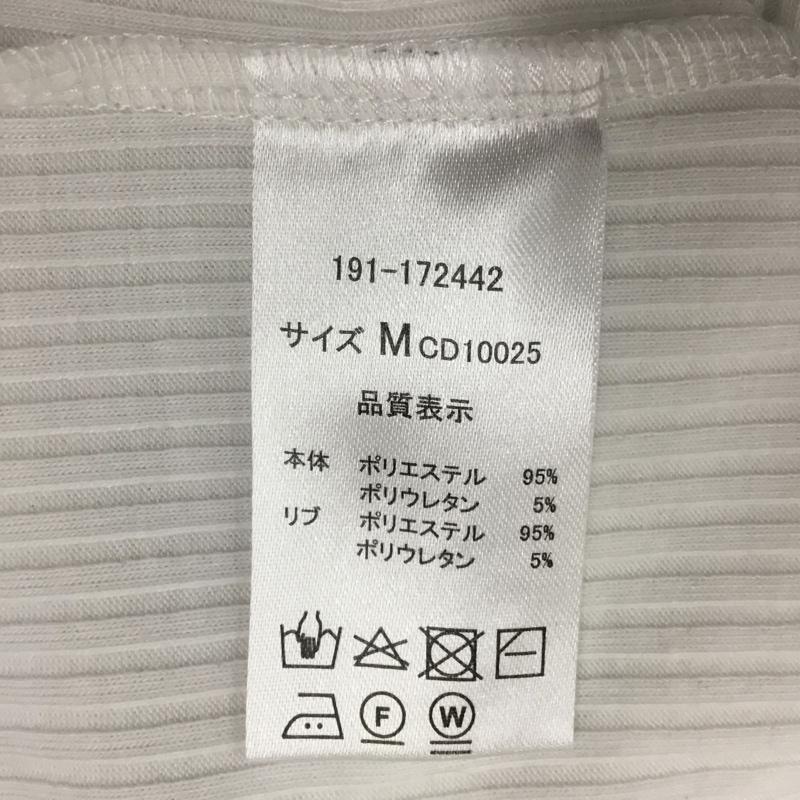 191-172442
サイズ M CD10025
品質表示
本体 ポリエステル 95%
ポリウレタン 5%
リブ ポリエステル 95%
ポリウレタン 5%
F W